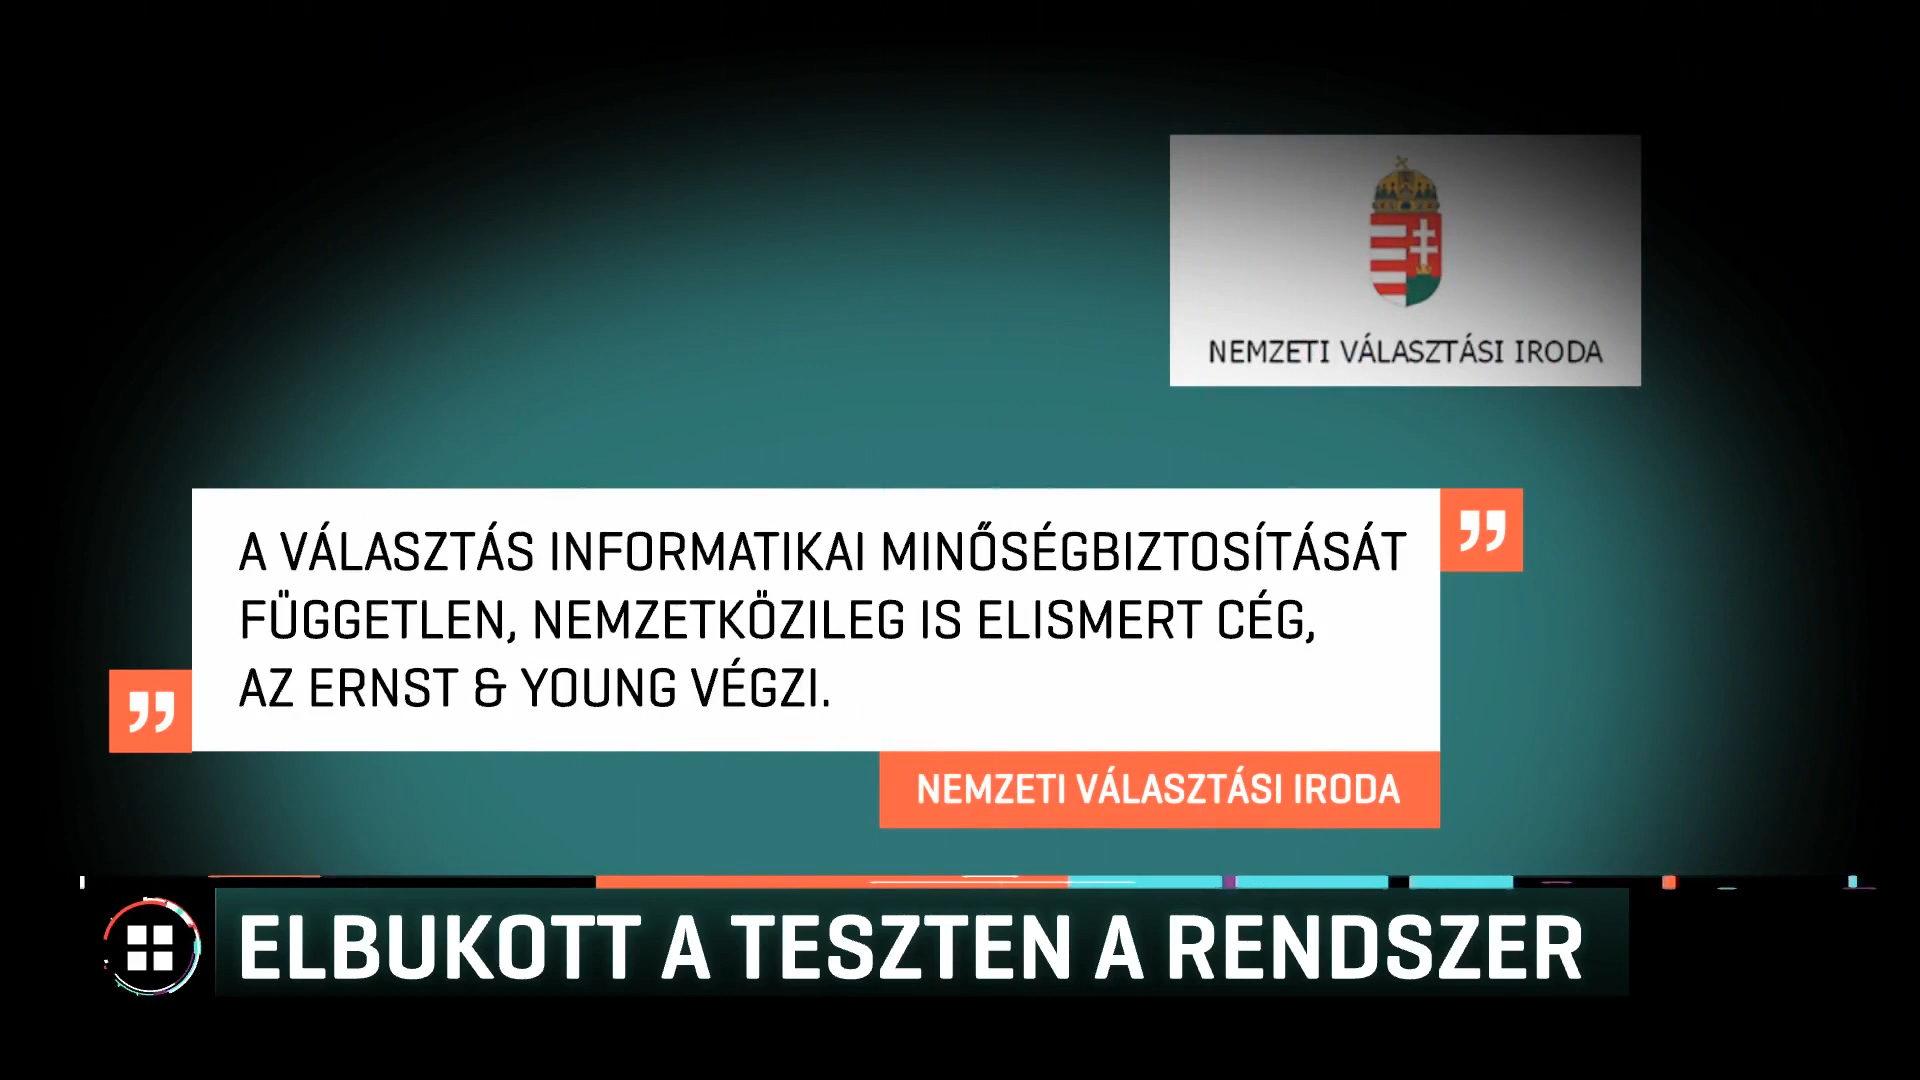 NEMZETI VÁLASZTÁSI IRODA
A VÁLASZTÁS INFORMATIKAI MINŐSÉGBIZTOSÍTÁSÁT
FÜGGETLEN, NEMZETKÖZILEG IS ELISMERT CÉG,
AZ ERNST & YOUNG VÉGZI.
NEMZETI VÁLASZTÁSI IRODA
ELBUKOTT A TESZTEN A RENDSZER